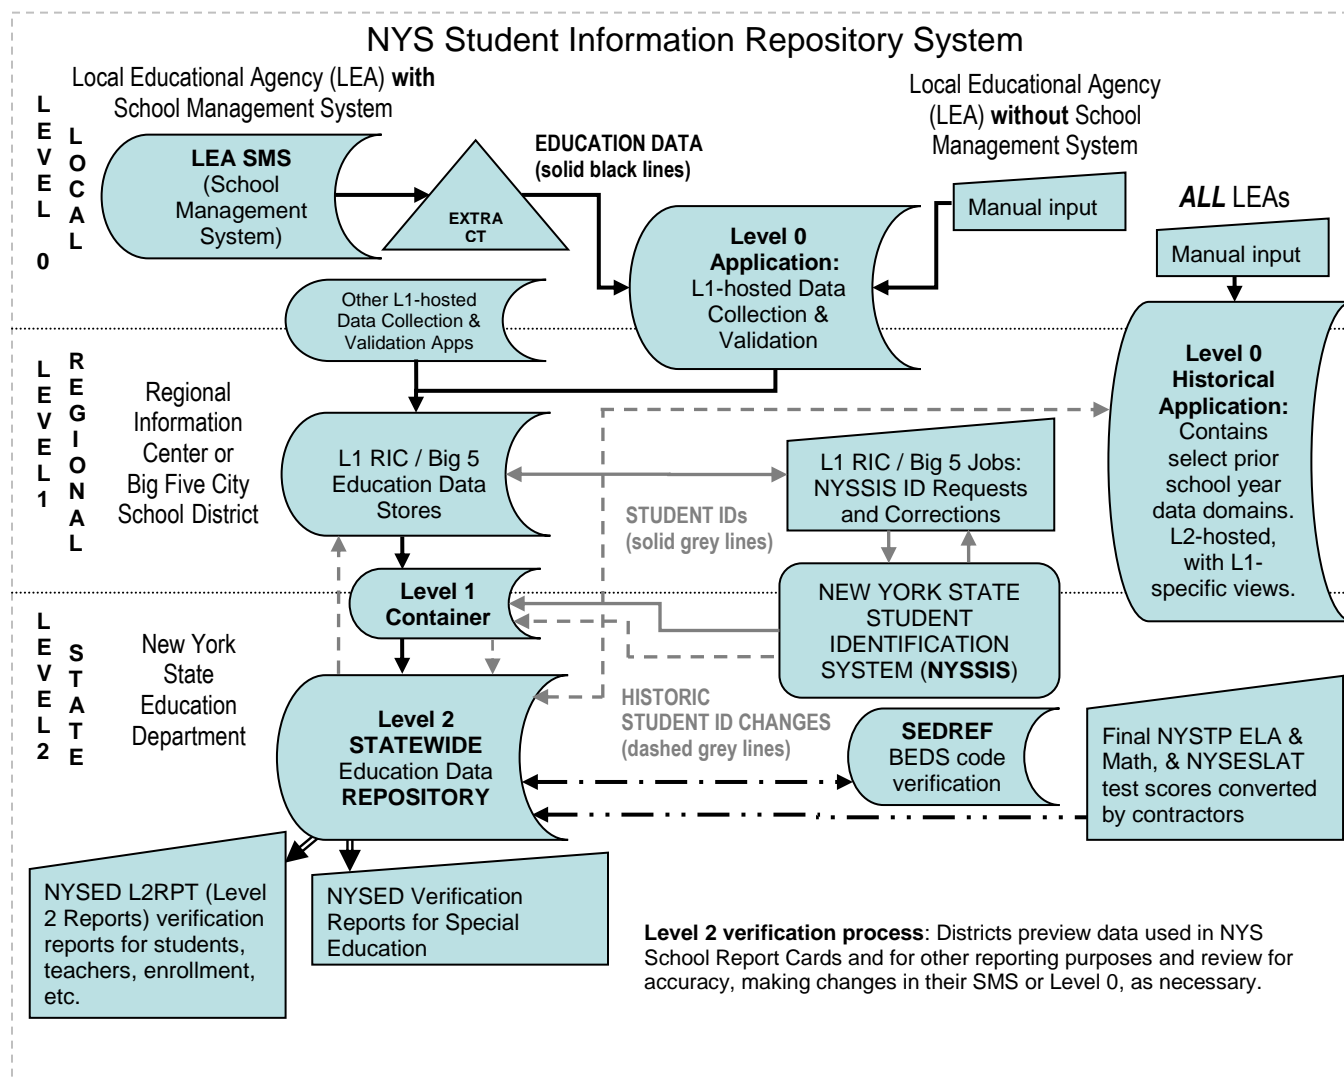 NYS Student Information Repository System
Local Educational Agency (LEA) with
School Management System
Local Educational Agency
(LEA) without School
Management System
LEVEL 0
LOCAL
LEA SMS
(School
Management
System)
EXTRA
CT
EDUCATION DATA
(solid black lines)
Manual input
ALL LEAs
Manual input
Level 0
Application:
L1-hosted Data
Collection &
Validation
Other L1-hosted
Data Collection &
Validation Apps
LEVEL1
REGIONAL
Regional
Information
Center or
Big Five City
School District
L1 RIC / Big 5
Education Data
Stores
L1 RIC / Big 5 Jobs:
NYSSIS ID Requests
and Corrections
Level 0
Historical
Application:
Contains
select prior
school year
data domains.
L2-hosted,
with L1-
specific views.
STUDENT IDs
(solid grey lines)
Level 1
Container
NEW YORK STATE
STUDENT
IDENTIFICATION
SYSTEM (NYSSIS)
LEVEL2
STATE
New York
State
Education
Department
Level 2
STATEWIDE
Education Data
REPOSITORY
HISTORIC
STUDENT ID CHANGES
(dashed grey lines)
SEDREF
BEDS code
verification
Final NYSTP ELA &
Math, & NYSESLAT
test scores converted
by contractors
NYSED L2RPT (Level
2 Reports) verification
reports for students,
teachers, enrollment,
etc.
NYSED Verification
Reports for Special
Education
Level 2 verification process: Districts preview data used in NYS
School Report Cards and for other reporting purposes and review for
accuracy, making changes in their SMS or Level 0, as necessary.